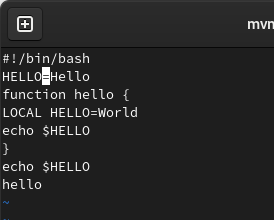 mvn
#!/bin/bash
HELLO=Hello
function hello {
LOCAL HELLO=World
echo $HELLO
}
echo $HELLO
hello
~